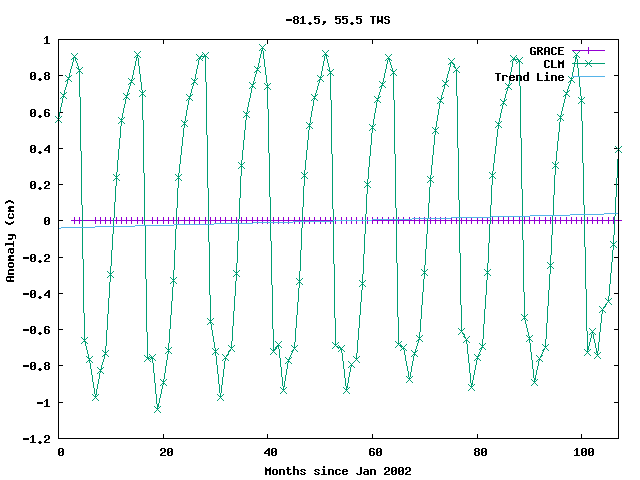 -81.5, 55.5 TWS
GRACE
CLM
Trend Line
1
0.8
0.6
0.4
0.2
0
-0.2
-0.4
-0.6
-0.8
-1
-1.2
Anomaly (cm)
0 20 40 60 80 100
Months since Jan 2002